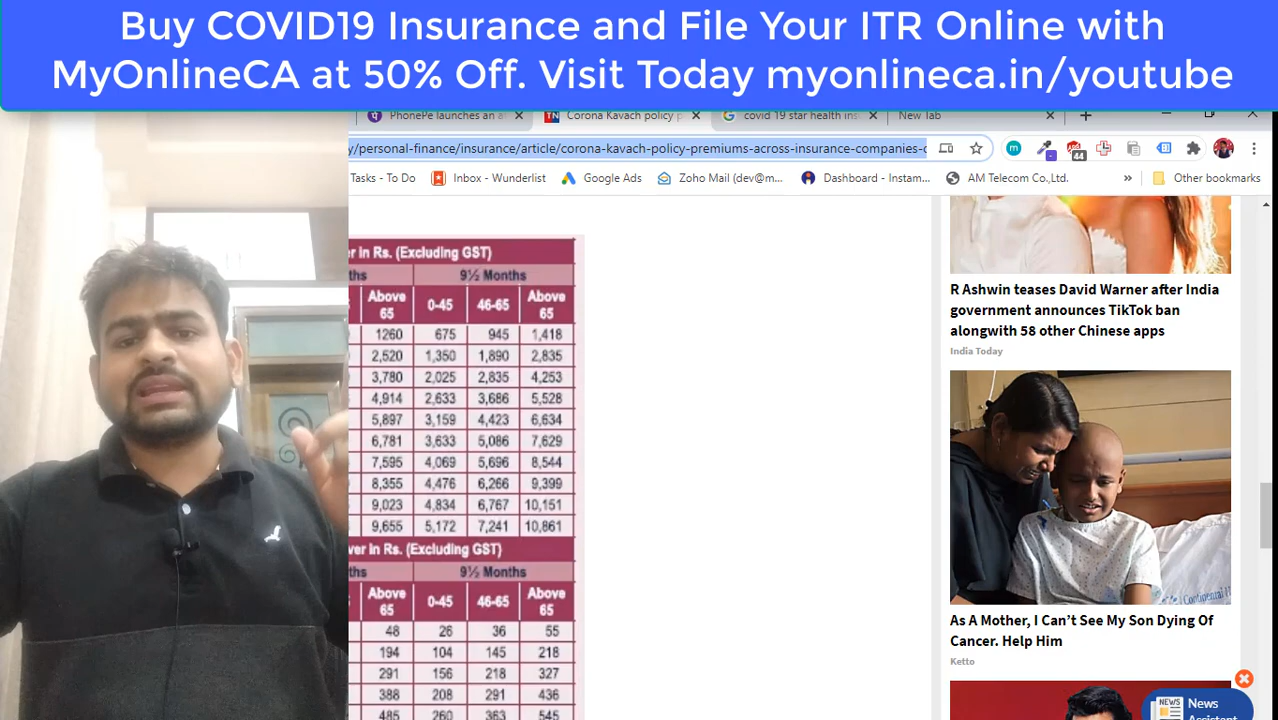 Buy COVID19 Insurance and File Your ITR Online with
MyOnlineCA at 50% Off. Visit Today myonlineca.in/youtube
PhonePe launches an a
TN Corona Kavach policy p
covid 19 star health ins
New Tab
y/personal-finance/insurance/article/corona-kavach-policy-premiums-across-insurance-companies-c
44
Tasks - To Do
Inbox - Wunderlist
Google Ads
Zoho Mail (dev@m...
Dashboard - Instam...
AM Telecom Co.,Ltd.
»
Other bookmarks
er in Rs. (Excluding GST)
ths 9½ Months
Above 65 0-45 46-65 Above 65
1260 675 945 1,418
2,520 1,350 1,890 2,835
3,780 2,025 2,835 4,253
4,914 2,633 3,686 5,528
5,897 3,159 4,423 6,634
6,781 3,633 5,086 7,629
7,595 4,069 5,696 8,544
8,355 4,476 6,266 9,399
9,023 4,834 6,767 10,151
9,655 5,172 7,241 10,861
ver in Rs. (Excluding GST)
ths 9½ Months
Above 65 0-45 46-65 Above 65
48 26 36 55
194 104 145 218
291 156 218 327
388 208 291 436
485 260 363 545
R Ashwin teases David Warner after India
government announces TikTok ban
alongwith 58 other Chinese apps
India Today
Continental H
As A Mother, I Can't See My Son Dying Of
Cancer. Help Him
Ketto
NEWS
News
Assistant